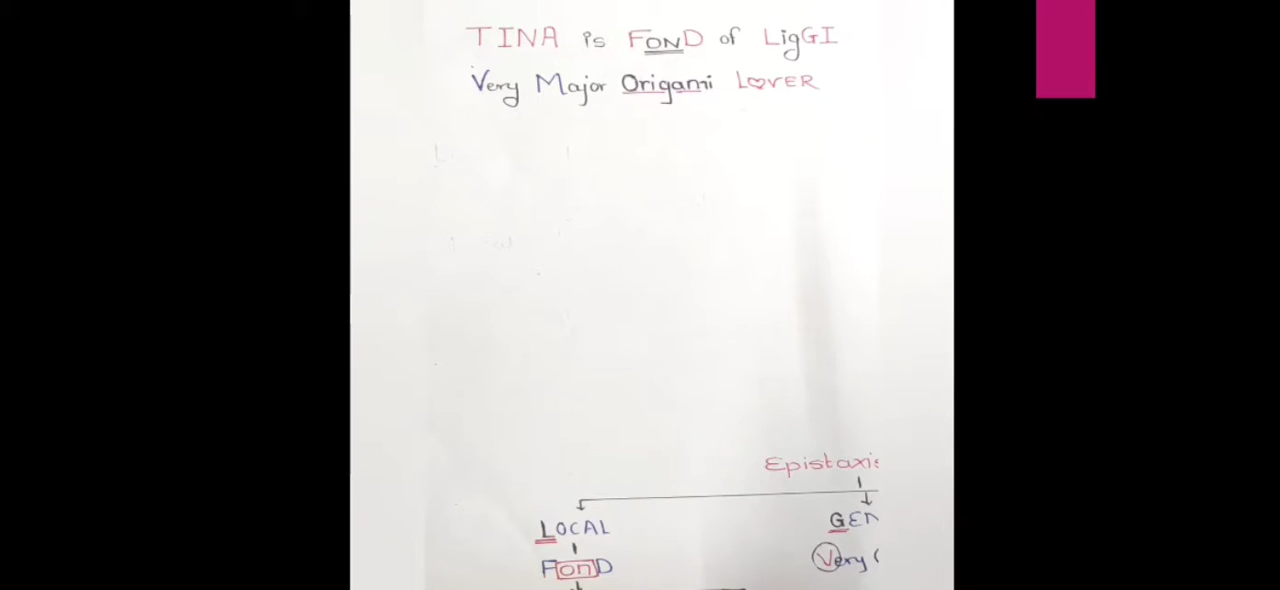 TINA is FOND of LigGI
Very Major Origami LOVER
Epistaxis
LOCAL
GEN
FonD
Very